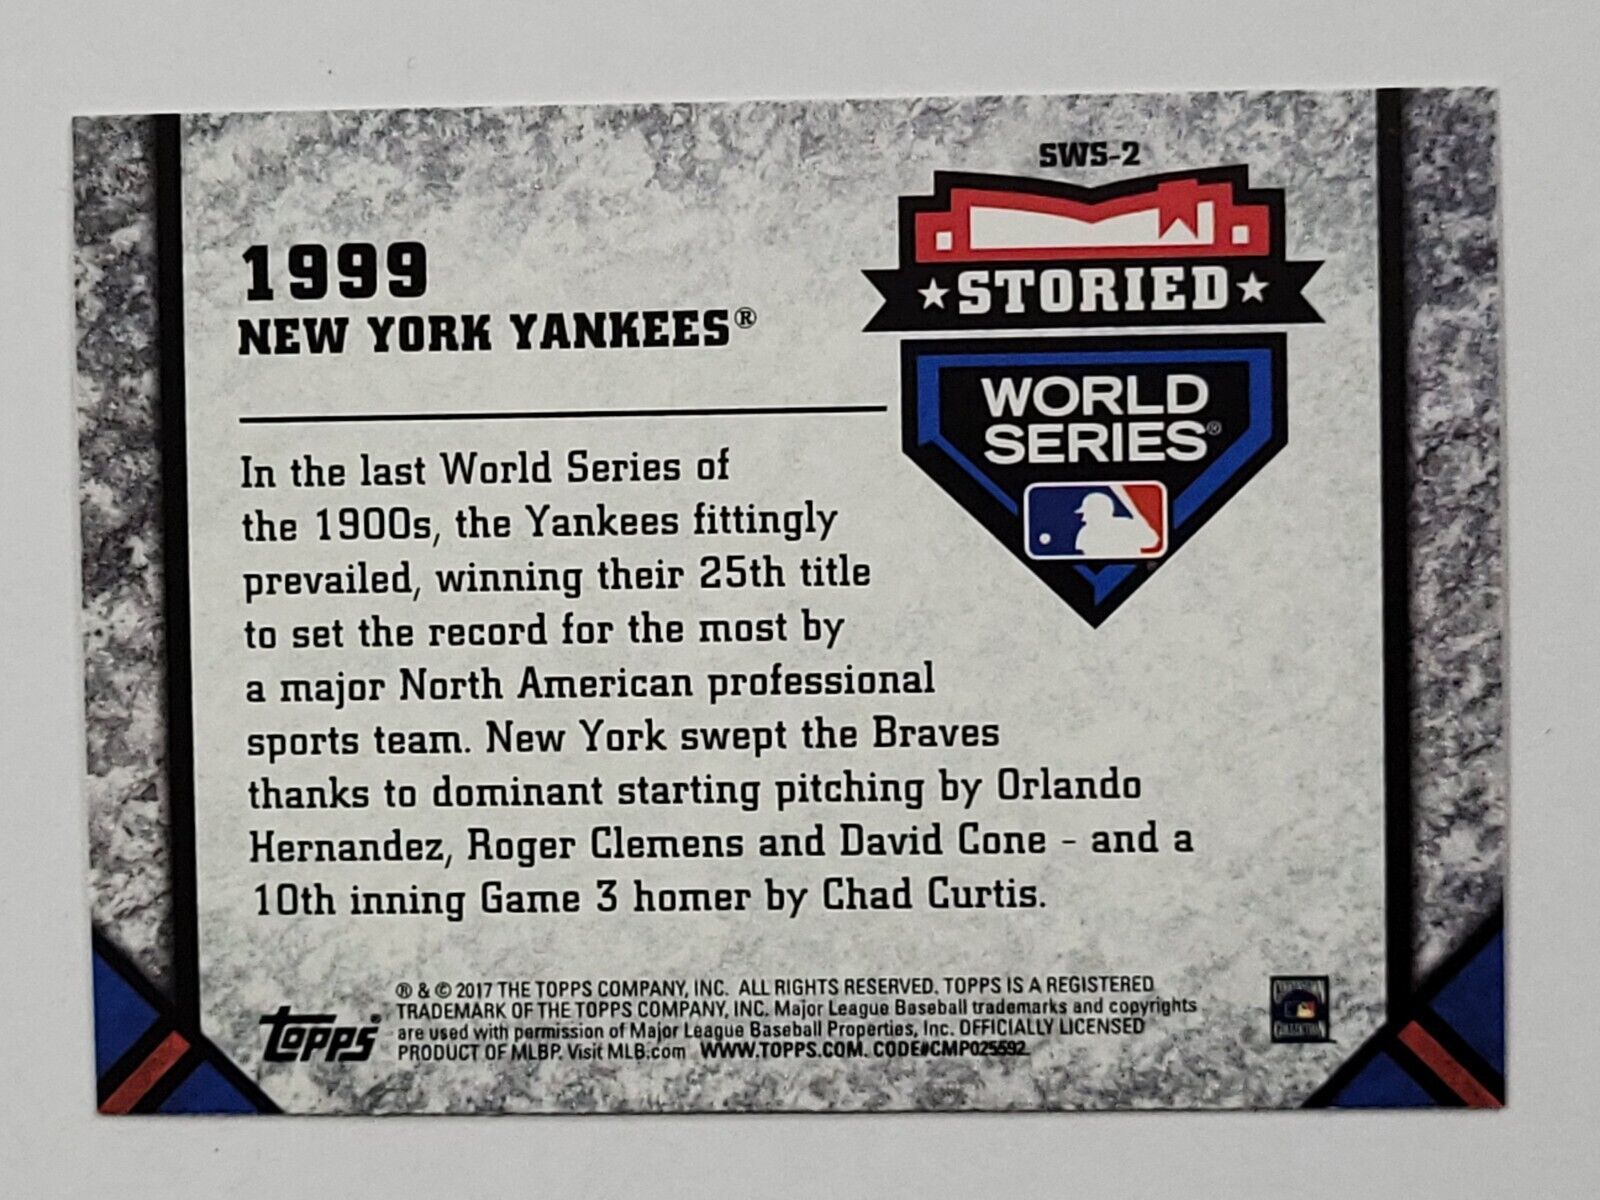 SWS-2
STORIED
WORLD
SERIES®
1999
NEW YORK YANKEES®
In the last World Series of
the 1900s, the Yankees fittingly
prevailed, winning their 25th title
to set the record for the most by
a major North American professional
sports team. New York swept the Braves
thanks to dominant starting pitching by Orlando
Hernandez, Roger Clemens and David Cone - and a
10th inning Game 3 homer by Chad Curtis.
topps®
® & © 2017 THE TOPPS COMPANY, INC. ALL RIGHTS RESERVED. TOPPS IS A REGISTERED
TRADEMARK OF THE TOPPS COMPANY, INC. Major League Baseball trademarks and copyrights
are used with permission of Major League Baseball Properties, Inc. OFFICIALLY LICENSED
PRODUCT OF MLBP. Visit MLB.com WWW.TOPPS.COM. CODE#CMP025592